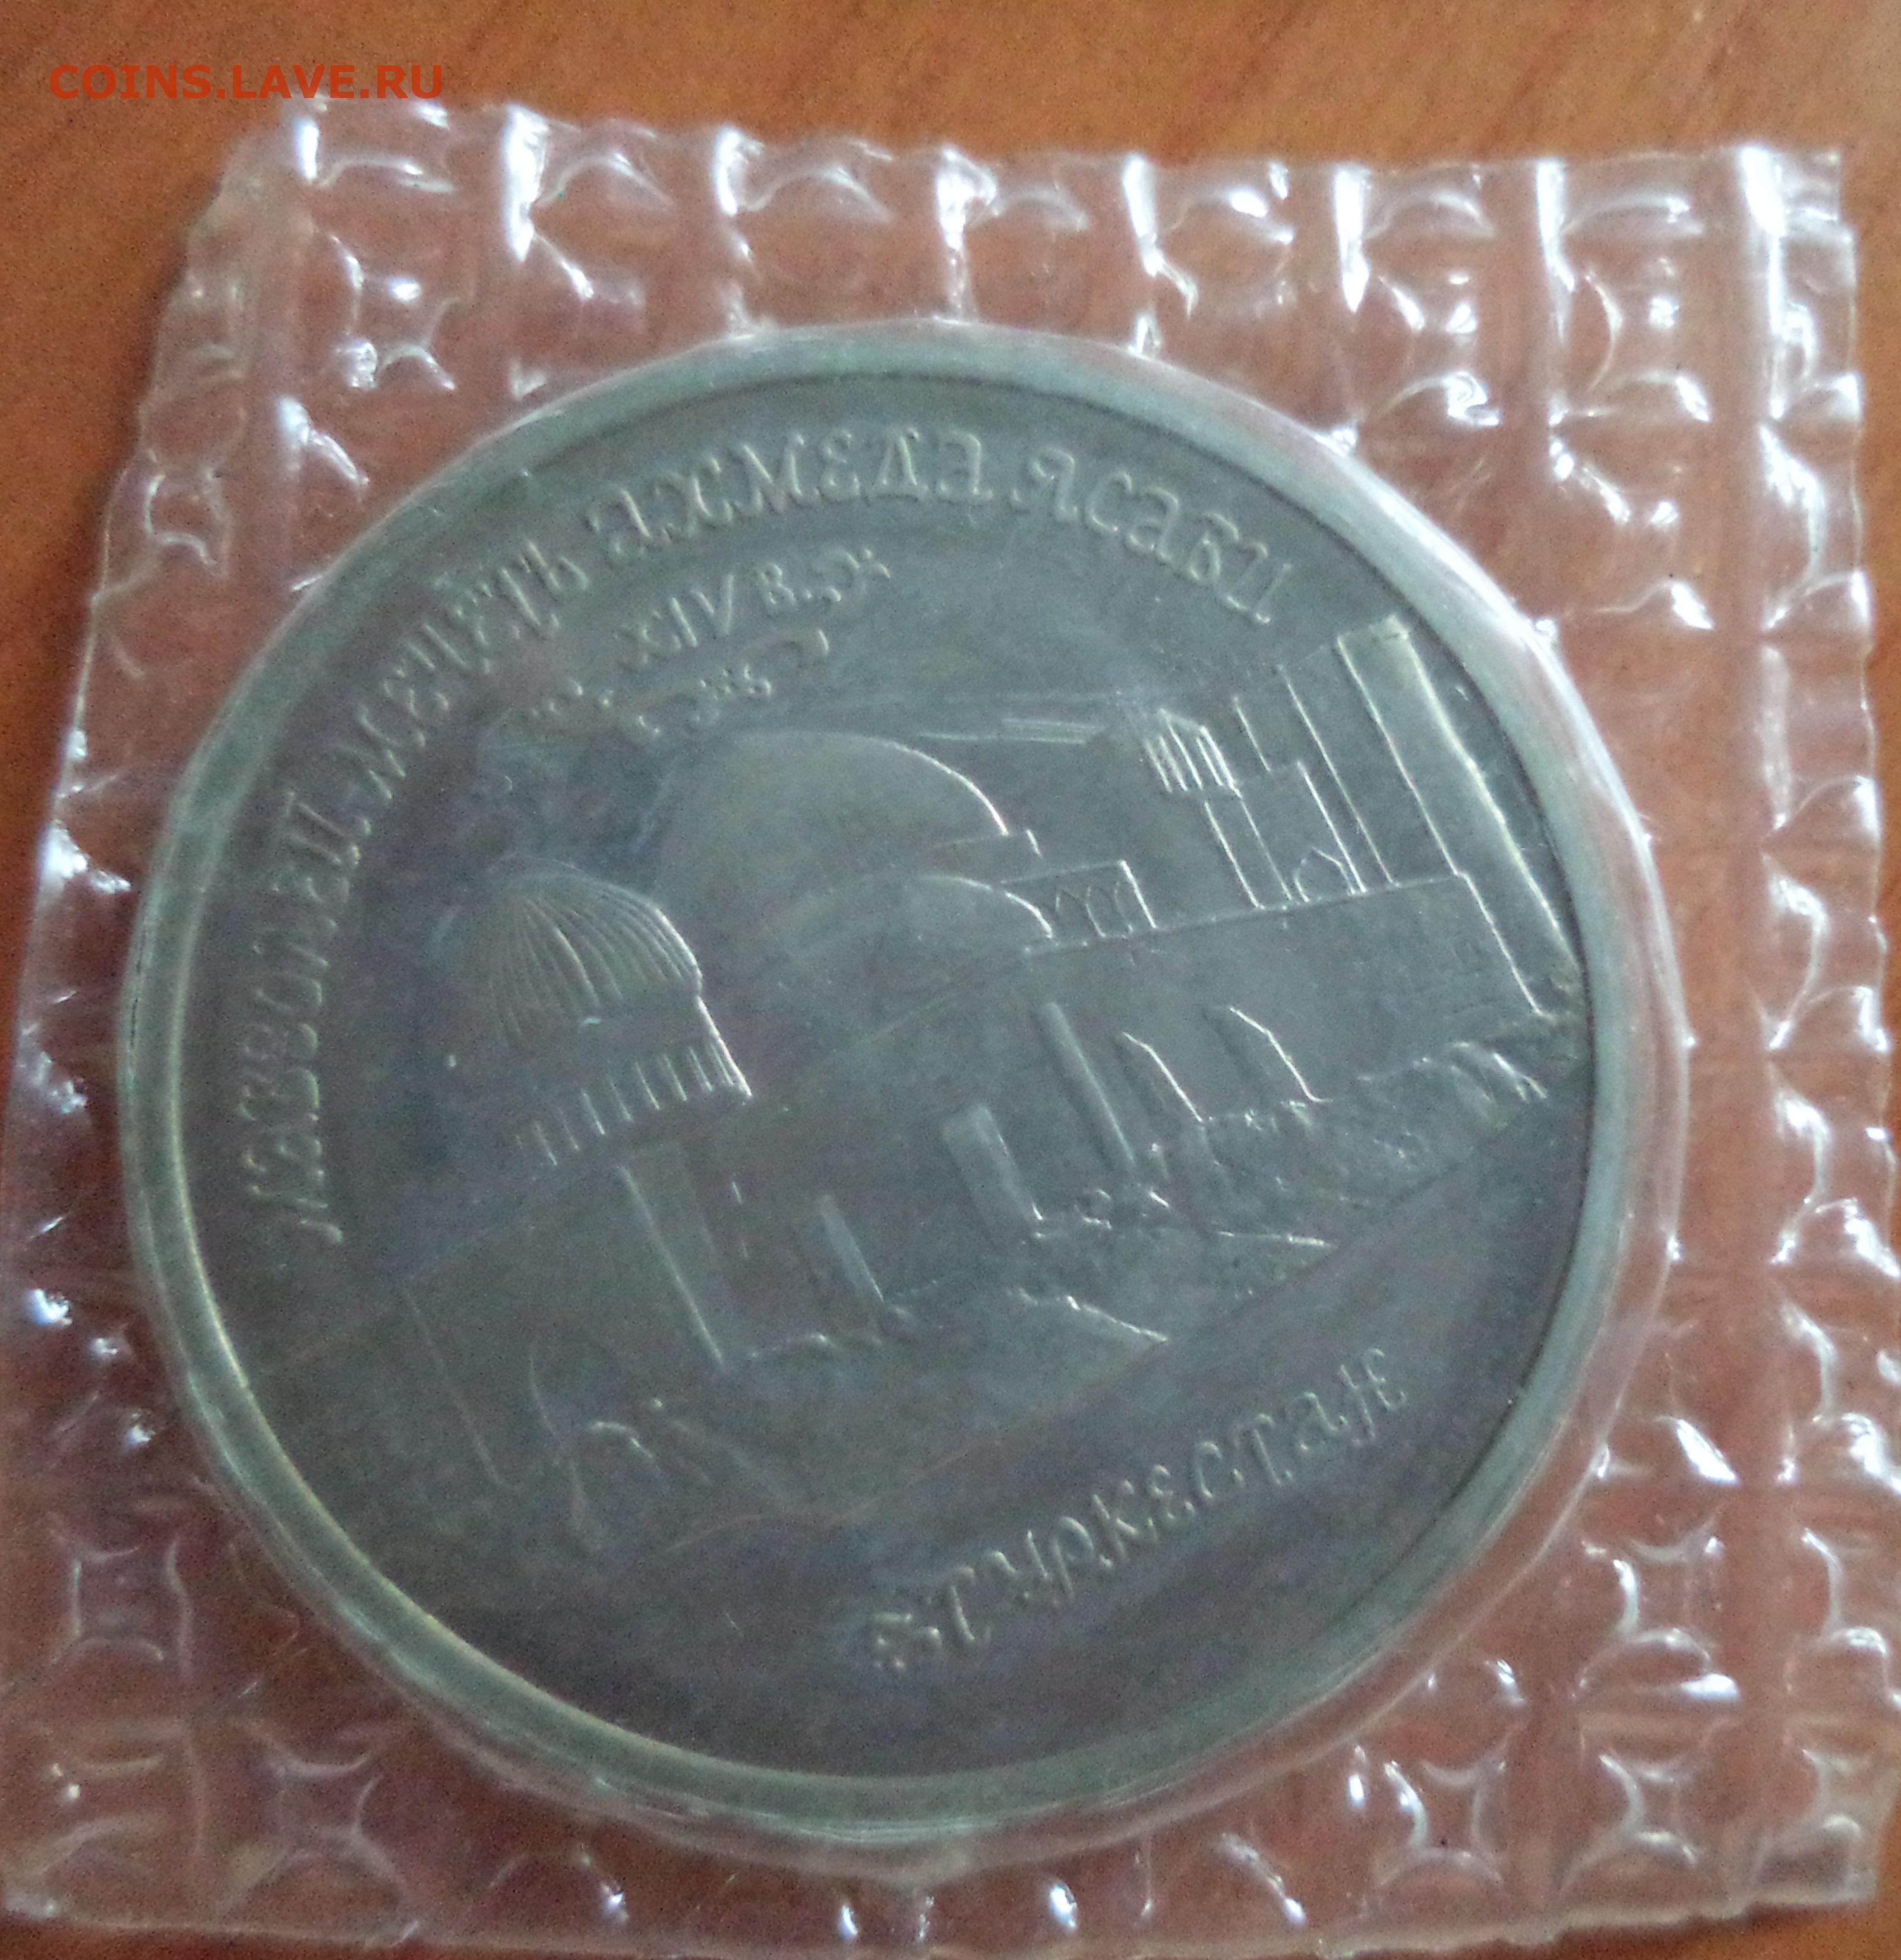 COINS.LAVE.RU
МАВЗОЛЕЙ-МЕЧЕТЬ АХМЕДА ЯСАВИ
XIV В.
ТУРКЕСТАН